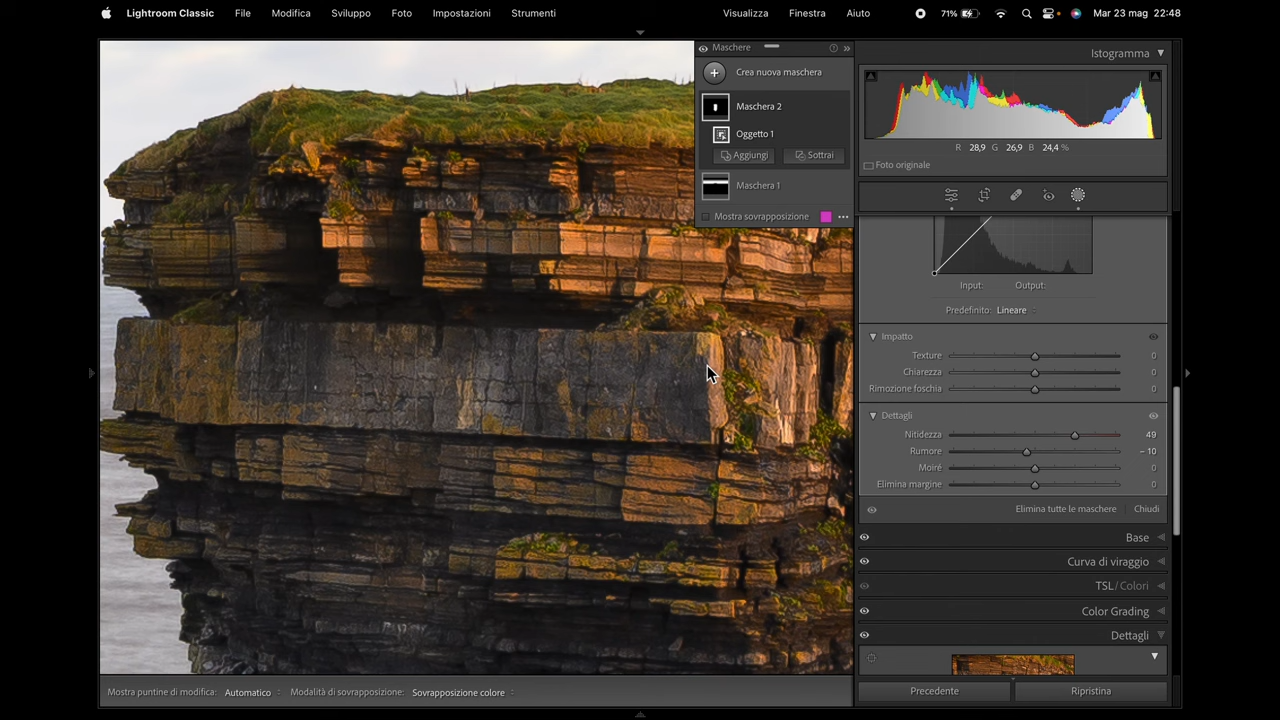 Lightroom Classic File Modifica Sviluppo Foto Impostazioni Strumenti Visualizza Finestra Aiuto 71% Mar 23 mag 22:48
Maschere
Crea nuova maschera
Maschera 2
Oggetto 1
Aggiungi Sottrai
Maschera 1
Mostra sovrapposizione
Istogramma
R 28,9 G 26,9 B 24,4 %
Foto originale
Input: Output:
Predefinito: Lineare
Impatto
Texture 0
Chiarezza 0
Rimozione foschia 0
Dettagli
Nitidezza 49
Rumore – 10
Moiré 0
Elimina margine 0
Elimina tutte le maschere Chiudi
Base
Curva di viraggio
TSL / Colori
Color Grading
Dettagli
Precedente Ripristina
Mostra puntine di modifica: Automatico Modalità di sovrapposizione: Sovrapposizione colore